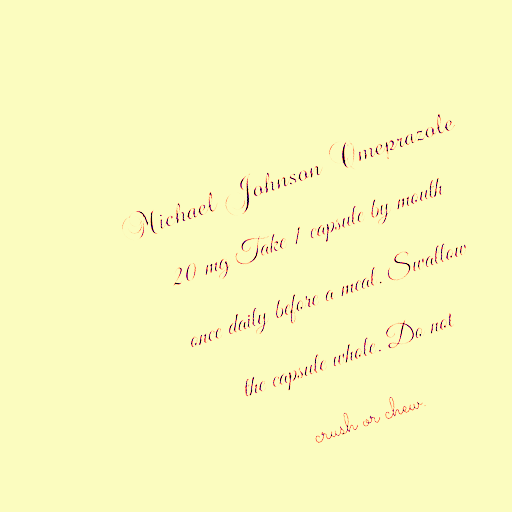 Michael Johnson Omeprazole
20 mg Take 1 capsule by mouth
once daily before a meal. Swallow
the capsule whole. Do not
crush or chew.